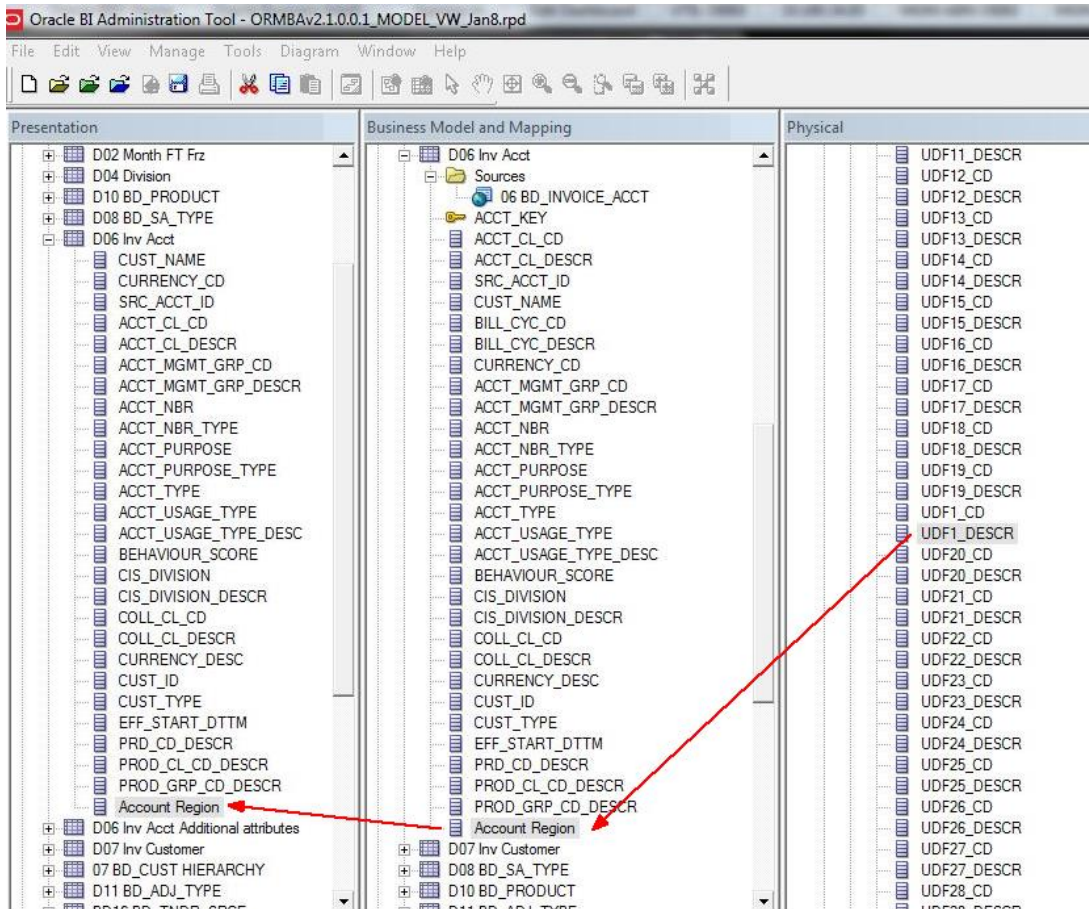 Oracle BI Administration Tool - ORMBAv2.1.0.0.1_MODEL_VW_Jan8.rpd
File Edit View Manage Tools Diagram Window Help
Presentation
D02 Month FT Frz
D04 Division
D10 BD_PRODUCT
D08 BD_SA_TYPE
D06 Inv Acct
CUST_NAME
CURRENCY_CD
SRC_ACCT_ID
ACCT_CL_CD
ACCT_CL_DESCR
ACCT_MGMT_GRP_CD
ACCT_MGMT_GRP_DESCR
ACCT_NBR
ACCT_NBR_TYPE
ACCT_PURPOSE
ACCT_PURPOSE_TYPE
ACCT_TYPE
ACCT_USAGE_TYPE
ACCT_USAGE_TYPE_DESC
BEHAVIOUR_SCORE
CIS_DIVISION
CIS_DIVISION_DESCR
COLL_CL_CD
COLL_CL_DESCR
CURRENCY_DESC
CUST_ID
CUST_TYPE
EFF_START_DTTM
PRD_CD_DESCR
PROD_CL_CD_DESCR
PROD_GRP_CD_DESCR
Account Region
D06 Inv Acct Additional attributes
D07 Inv Customer
07 BD_CUST HIERARCHY
D11 BD_ADJ_TYPE
Business Model and Mapping
D06 Inv Acct
Sources
06 BD_INVOICE_ACCT
ACCT_KEY
ACCT_CL_CD
ACCT_CL_DESCR
SRC_ACCT_ID
CUST_NAME
BILL_CYC_CD
BILL_CYC_DESCR
CURRENCY_CD
ACCT_MGMT_GRP_CD
ACCT_MGMT_GRP_DESCR
ACCT_NBR
ACCT_NBR_TYPE
ACCT_PURPOSE
ACCT_PURPOSE_TYPE
ACCT_TYPE
ACCT_USAGE_TYPE
ACCT_USAGE_TYPE_DESC
BEHAVIOUR_SCORE
CIS_DIVISION
CIS_DIVISION_DESCR
COLL_CL_CD
COLL_CL_DESCR
CURRENCY_DESC
CUST_ID
CUST_TYPE
EFF_START_DTTM
PRD_CD_DESCR
PROD_CL_CD_DESCR
PROD_GRP_CD_DESCR
Account Region
D07 Inv Customer
D08 BD_SA_TYPE
D10 BD_PRODUCT
D11 BD_ADJ_TYPE
Physical
UDF11_DESCR
UDF12_CD
UDF12_DESCR
UDF13_CD
UDF13_DESCR
UDF14_CD
UDF14_DESCR
UDF15_CD
UDF15_DESCR
UDF16_CD
UDF16_DESCR
UDF17_CD
UDF17_DESCR
UDF18_CD
UDF18_DESCR
UDF19_CD
UDF19_DESCR
UDF1_CD
UDF1_DESCR
UDF20_CD
UDF20_DESCR
UDF21_CD
UDF21_DESCR
UDF22_CD
UDF22_DESCR
UDF23_CD
UDF23_DESCR
UDF24_CD
UDF24_DESCR
UDF25_CD
UDF25_DESCR
UDF26_CD
UDF26_DESCR
UDF27_CD
UDF27_DESCR
UDF28_CD
UDF28_DESCR